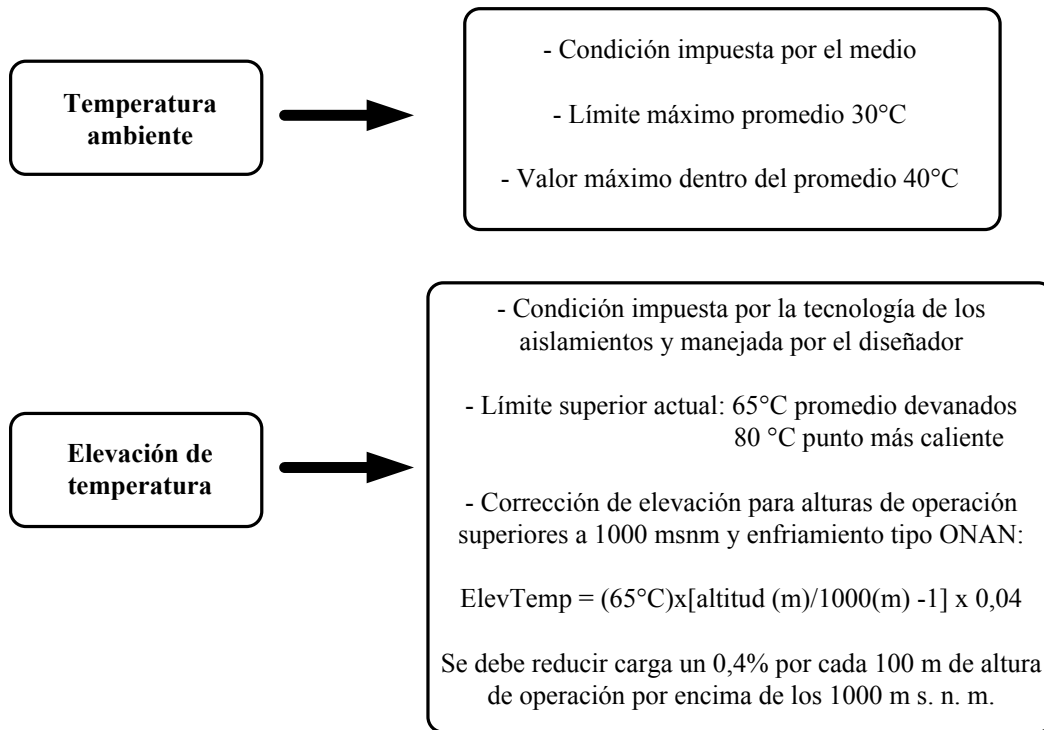 Temperatura
ambiente
- Condición impuesta por el medio
- Límite máximo promedio 30°C
- Valor máximo dentro del promedio 40°C
Elevación de
temperatura
- Condición impuesta por la tecnología de los
aislamientos y manejada por el diseñador
- Límite superior actual: 65°C promedio devanados
80 °C punto más caliente
- Corrección de elevación para alturas de operación
superiores a 1000 msnm y enfriamiento tipo ONAN:
ElevTemp = (65°C)x[altitud (m)/1000(m) -1] x 0,04
Se debe reducir carga un 0,4% por cada 100 m de altura
de operación por encima de los 1000 m s. n. m.